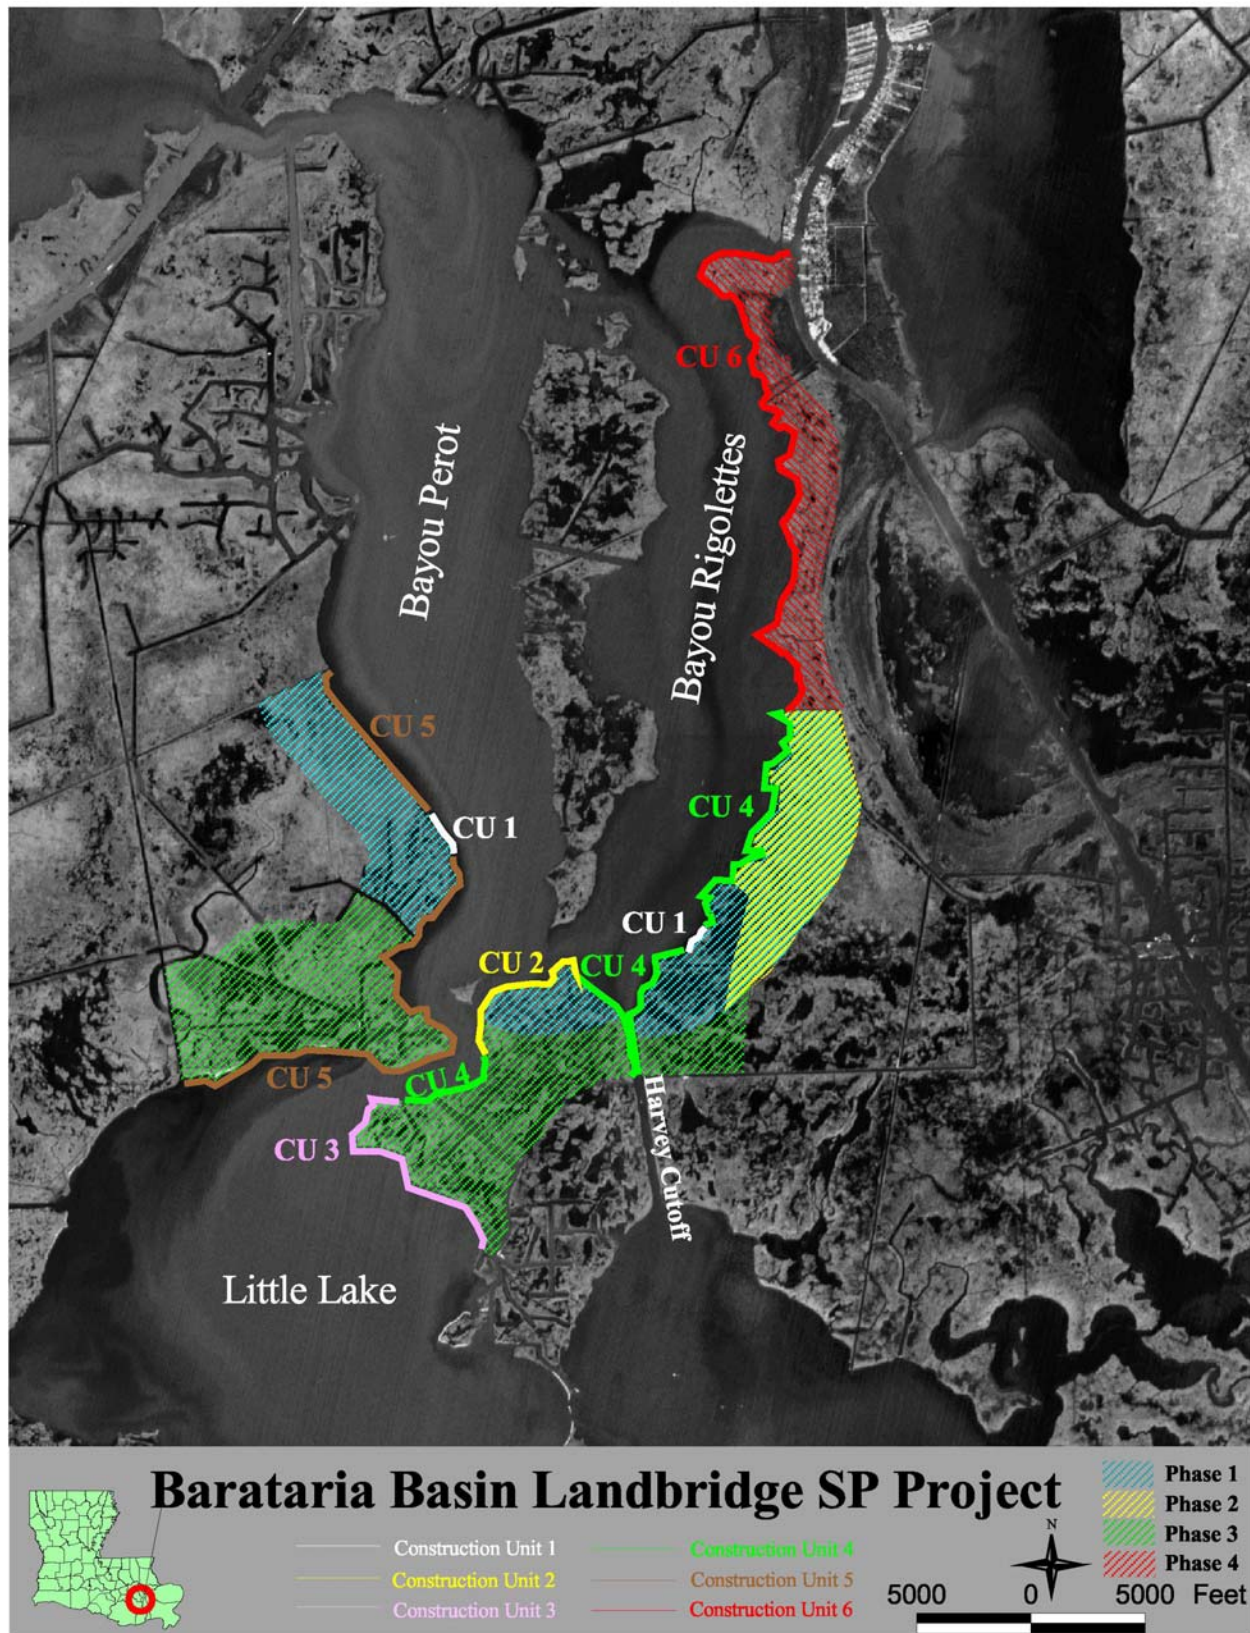 CU 6
Bayou Perot
Bayou Rigolettes
CU 5
CU 4
CU 1
CU 1
CU 2
CU 4
CU 5
CU 4
CU 3
Harvey Cutoff
Little Lake
Barataria Basin Landbridge SP Project
Phase 1
Phase 2
Phase 3
Phase 4
Construction Unit 1
Construction Unit 2
Construction Unit 3
Construction Unit 4
Construction Unit 5
Construction Unit 6
N
5000 0 5000 Feet